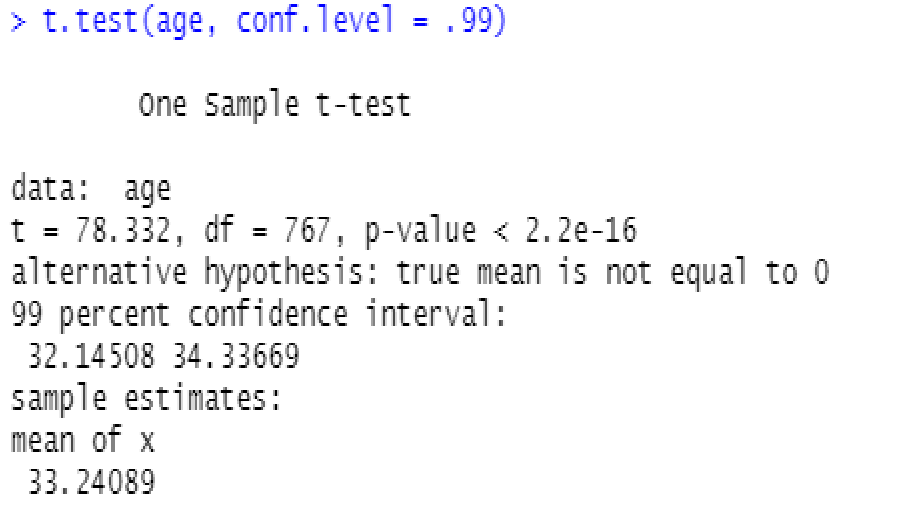 > t.test(age, conf.level = .99)
One Sample t-test
data:  age
t = 78.332, df = 767, p-value < 2.2e-16
alternative hypothesis: true mean is not equal to 0
99 percent confidence interval:
32.14508 34.33669
sample estimates:
mean of x
33.24089